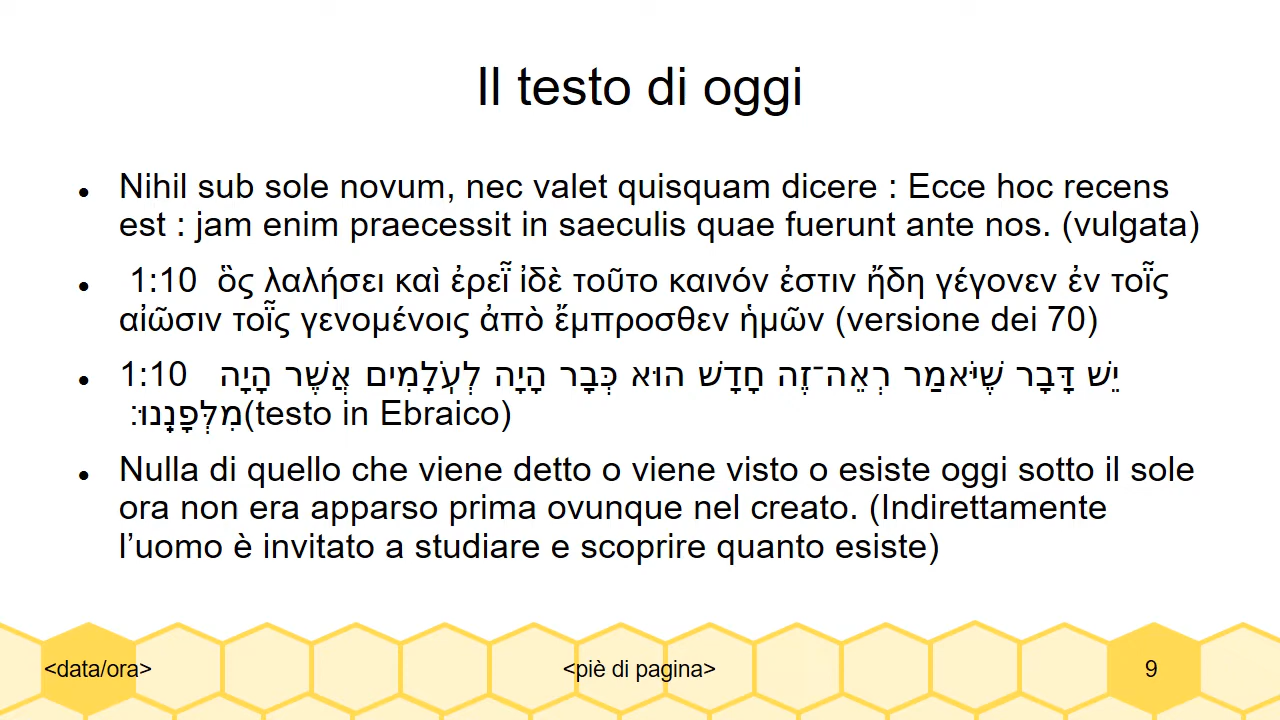 Il testo di oggi
Nihil sub sole novum, nec valet quisquam dicere : Ecce hoc recens
est : jam enim praecessit in saeculis quae fuerunt ante nos. (vulgata)
1:10 ὃς λαλήσει καὶ ἐρεῖ ἰδὲ τοῦτο καινόν ἐστιν ἤδη γέγονεν ἐν τοῖς
αἰῶσιν τοῖς γενομένοις ἀπὸ ἔμπροσθεν ἡμῶν (versione dei 70)
1:10 יֵשׁ דָּבָר שֶׁיֹּאמַר רְאֵה־זֶה חָדָשׁ הוּא כְּבָר הָיָה לְעֹֽלָמִים אֲשֶׁר הָיָה
מִלְּפָנֵֽנוּ׃(testo in Ebraico)
Nulla di quello che viene detto o viene visto o esiste oggi sotto il sole
ora non era apparso prima ovunque nel creato. (Indirettamente
l’uomo è invitato a studiare e scoprire quanto esiste)
<data/ora>
<piè di pagina>
9